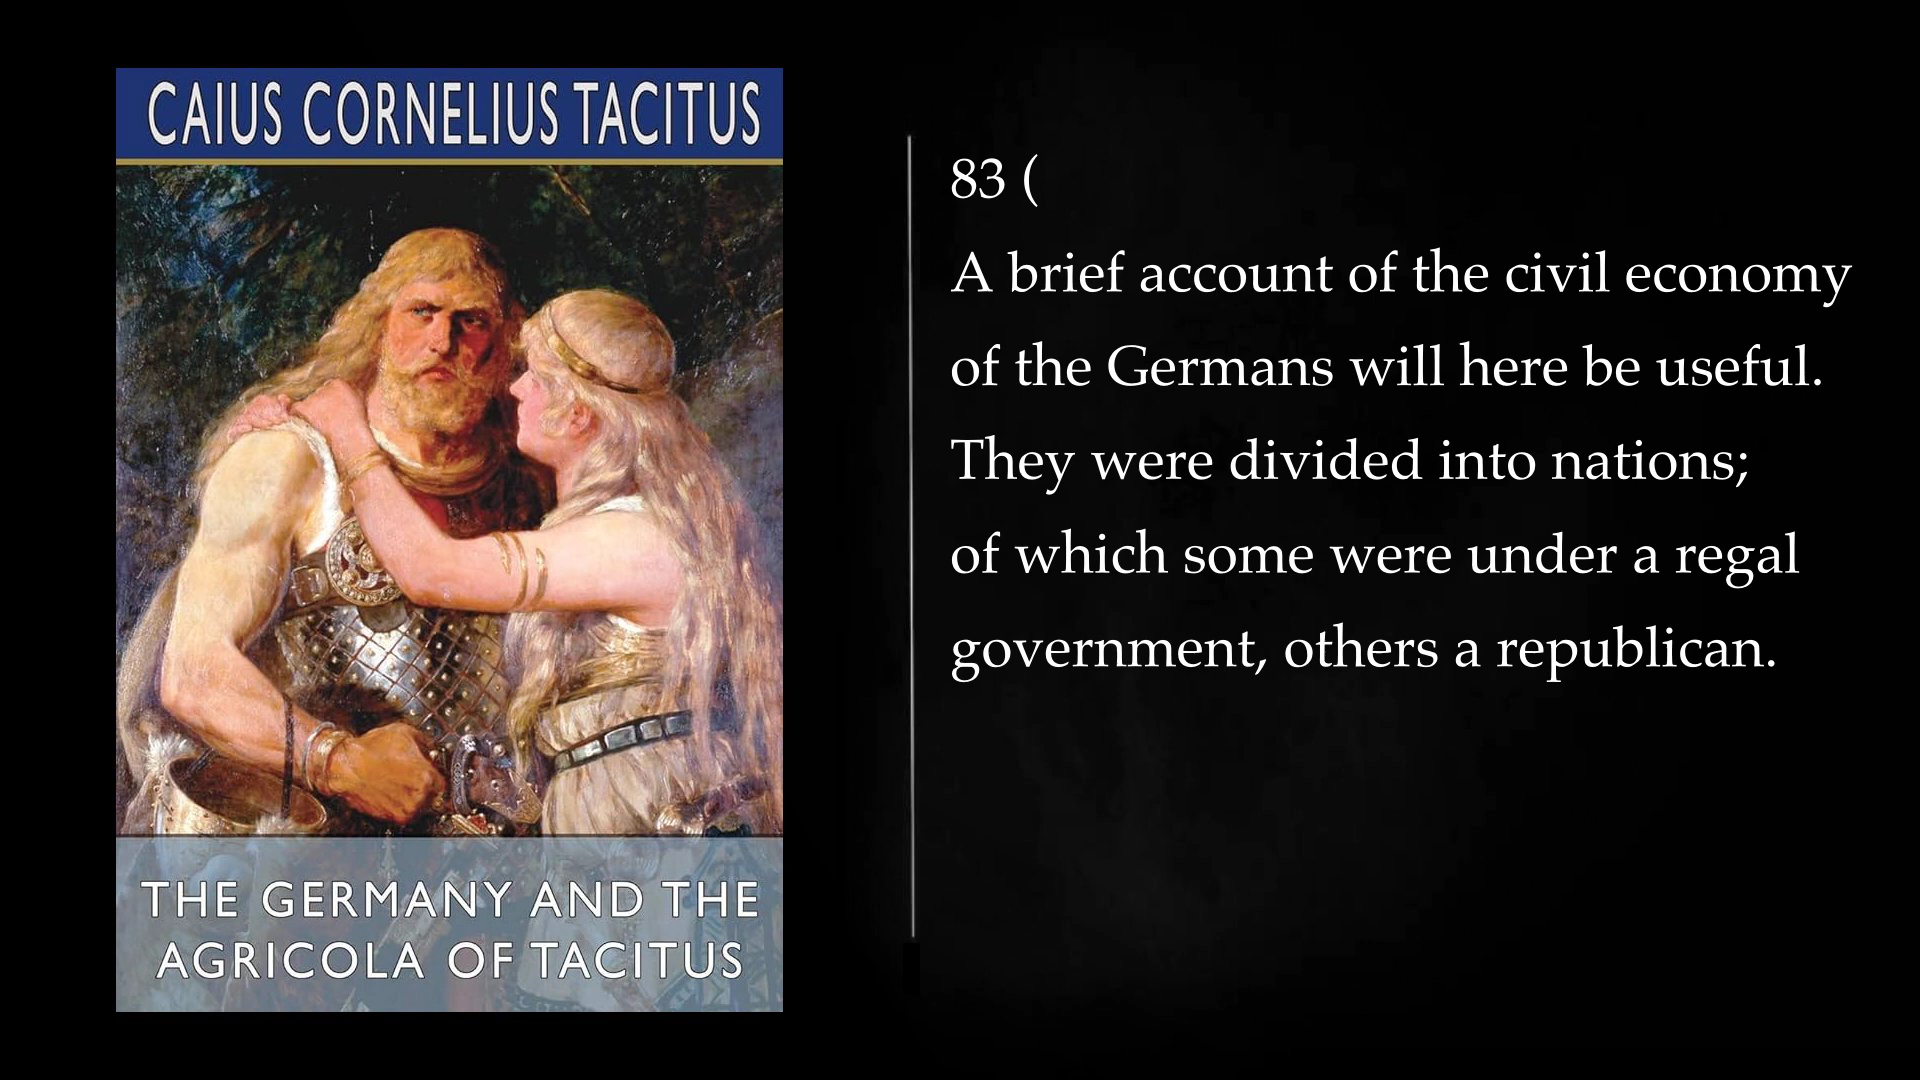 CAIUS CORNELIUS TACITUS
THE GERMANY AND THE
AGRICOLA OF TACITUS
83 (
A brief account of the civil economy
of the Germans will here be useful.
They were divided into nations;
of which some were under a regal
government, others a republican.